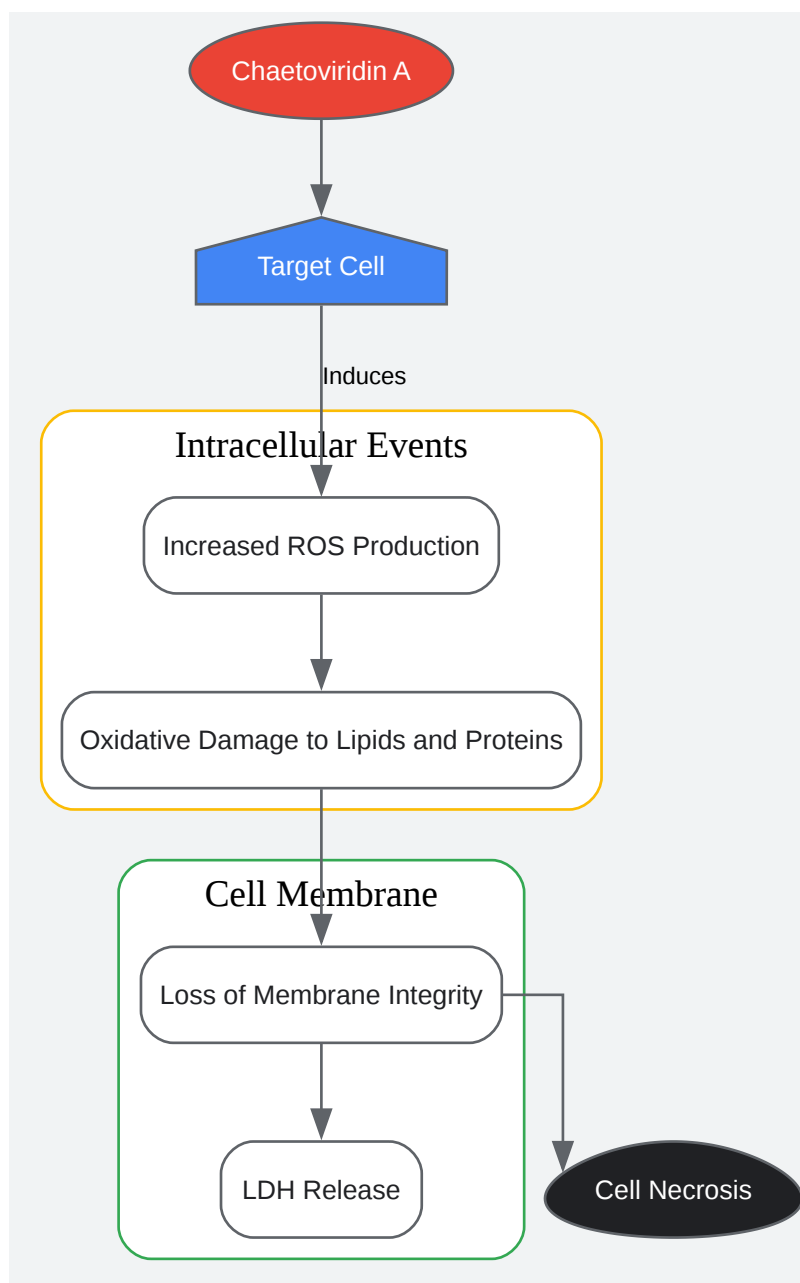 Chaetoviridin A
Target Cell
Induces
Intracellular Events
Increased ROS Production
Oxidative Damage to Lipids and Proteins
Cell Membrane
Loss of Membrane Integrity
LDH Release
Cell Necrosis